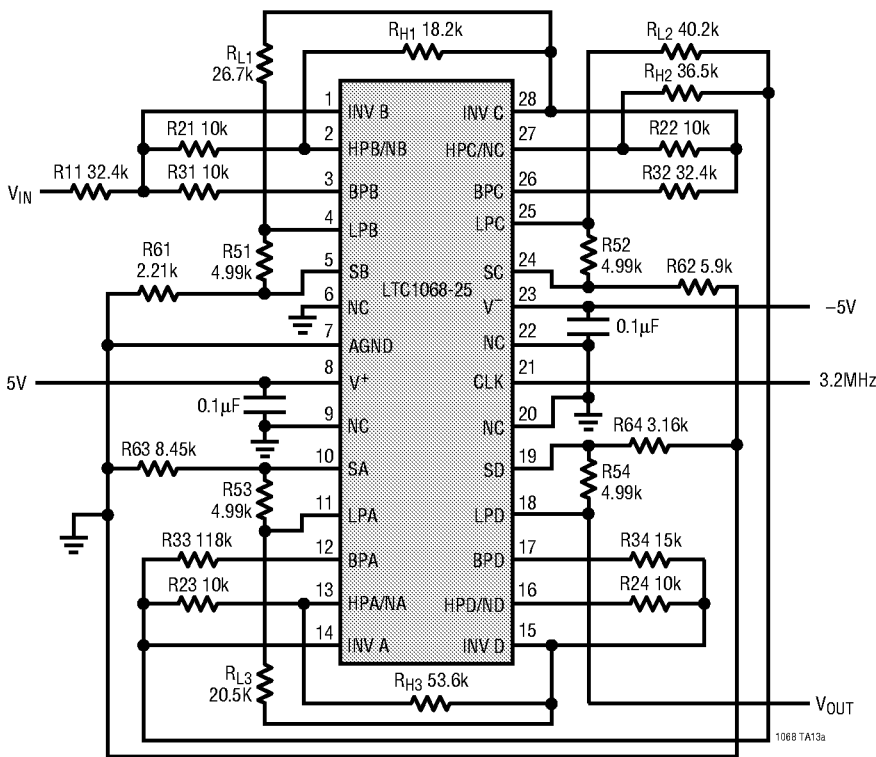 RH1 18.2k
RL2 40.2k
RL1
26.7k
RH2 36.5k
1
INV B
INV C
28
R21 10k
2
HPB/NB
HPC/NC
27
R22 10k
R11 32.4k
R31 10k
3
BPB
BPC
26
R32 32.4k
VIN
4
LPB
LPC
25
R61
2.21k
R51
4.99k
5
SB
SC
24
R52
4.99k
R62 5.9k
LTC1068-25
6
NC
V−
23
−5V
0.1µF
7
AGND
NC
22
5V
8
V+
CLK
21
3.2MHz
0.1µF
9
NC
NC
20
R63 8.45k
10
SA
SD
19
R64 3.16k
R53
4.99k
R54
4.99k
11
LPA
LPD
18
R33 118k
12
BPA
BPD
17
R34 15k
R23 10k
13
HPA/NA
HPD/ND
16
R24 10k
14
INV A
INV D
15
RL3
20.5K
RH3 53.6k
VOUT
1068 TA13a